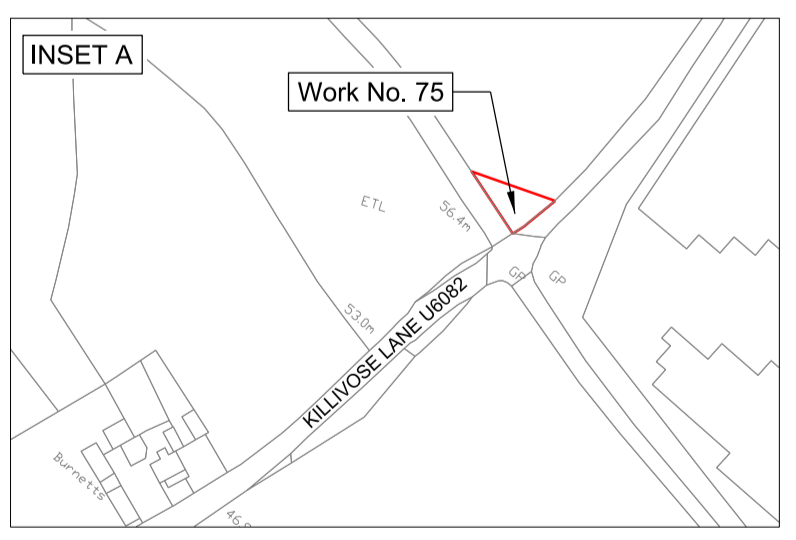 INSET A
Work No. 75
ETL
56.4m
GP
GP
53.0m
KILLIVOSE LANE U6082
Burnetts